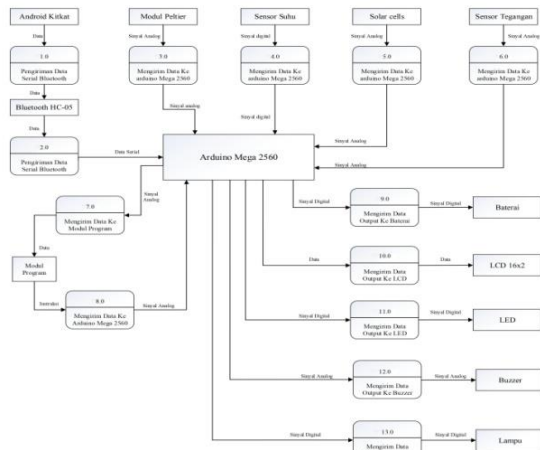 Android Kitkat
Modul Peltier
Sensor Suhu
Solar cells
Sensor Tegangan
Data
Sinyal Analog
Sinyal digital
Sinyal Analog
Sinyal Analog
1.0
Pengiriman Data
Serial Bluetooth
3.0
Mengirim Data Ke
arduino Mega 2560
4.0
Mengirim Data Ke
arduino Mega 2560
5.0
Mengirim Data Ke
arduino Mega 2560
6.0
Mengirim Data Ke
arduino Mega 2560
Data
Bluetooth HC-05
Data
Sinyal analog
Sinyal digital
2.0
Pengiriman Data
Serial Bluetooth
Data Serial
Arduino Mega 2560
Sinyal Analog
Sinyal Analog
7.0
Mengirim Data Ke
Modul Program
Sinyal
Analog
Data
Modul
Program
Instruksi
8.0
Mengirim Data Ke
Arduino Mega 2560
Sinyal Analog
Sinyal Digital
9.0
Mengirim Data
Output Ke Baterai
Sinyal Digital
Baterai
Data
10.0
Mengirim Data
Output Ke LCD
Data
LCD 16x2
Sinyal Digital
11.0
Mengirim Data
Output Ke LED
Sinyal Digital
LED
Sinyal Analog
12.0
Mengirim Data
Output Ke Buzzer
Sinyal Analog
Buzzer
Sinyal Digital
13.0
Mengirim Data
Sinyal Digital
Lampu